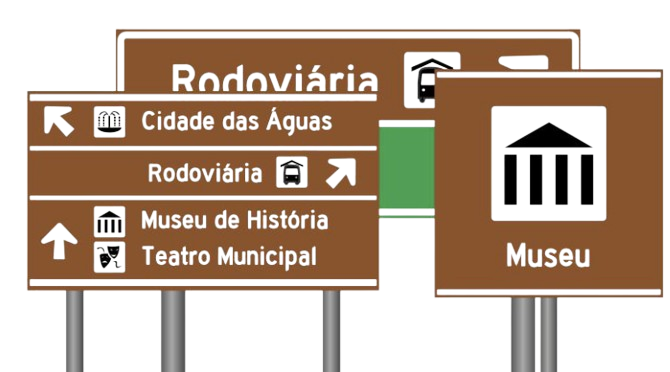 Rodoviária
Cidade das Águas
Rodoviária
Museu de História
Teatro Municipal
Museu